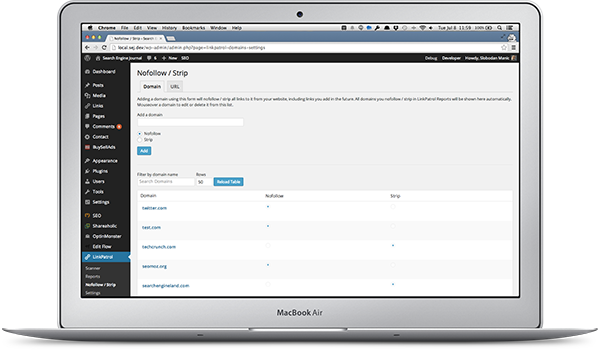 Chrome File Edit View History Bookmarks Window Help
Tue Jul 8 11:59
Nofollow / Strip ‹ Search En
local.sej.dev/wp-admin/admin.php?page=linkpatrol-domains-settings
Search Engine Journal
6
New
SEO
Debug
Developer
Howdy, Slobodan Manic
Dashboard
Posts
Media
Links
Pages
Comments
Contact
BuySellAds
Appearance
Plugins
Users
Tools
Settings
SEO
Shareaholic
OptinMonster
Edit Flow
LinkPatrol
Scanner
Reports
Nofollow / Strip
Settings
Nofollow / Strip
Domain URL
Adding a domain using this form will nofollow / strip all links to it from your website, including links you add in the future. All domains you nofollow / strip in LinkPatrol Reports will be shown here automatically.
Mouseover a domain to edit or delete it from this list.
Add a domain
Nofollow
Strip
Add
Filter by domain name Rows
Search Domains 50 Reload Table
Domain Nofollow Strip
twitter.com
test.com
techcrunch.com
seomoz.org
searchengineland.com
MacBook Air